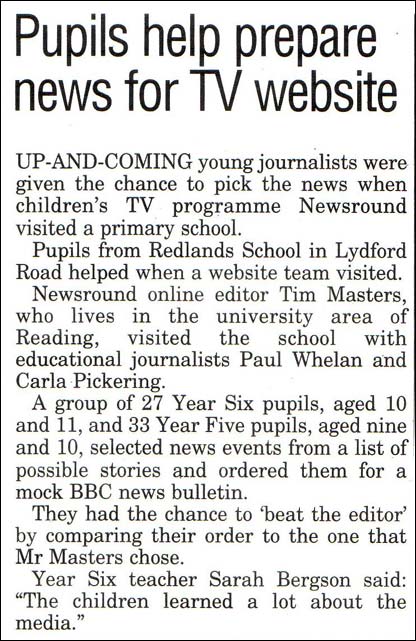 Pupils help prepare
news for TV website
UP-AND-COMING young journalists were
given the chance to pick the news when
children's TV programme Newsround
visited a primary school.
Pupils from Redlands School in Lydford
Road helped when a website team visited.
Newsround online editor Tim Masters,
who lives in the university area of
Reading, visited the school with
educational journalists Paul Whelan and
Carla Pickering.
A group of 27 Year Six pupils, aged 10
and 11, and 33 Year Five pupils, aged nine
and 10, selected news events from a list of
possible stories and ordered them for a
mock BBC news bulletin.
They had the chance to 'beat the editor'
by comparing their order to the one that
Mr Masters chose.
Year Six teacher Sarah Bergson said:
"The children learned a lot about the
media."